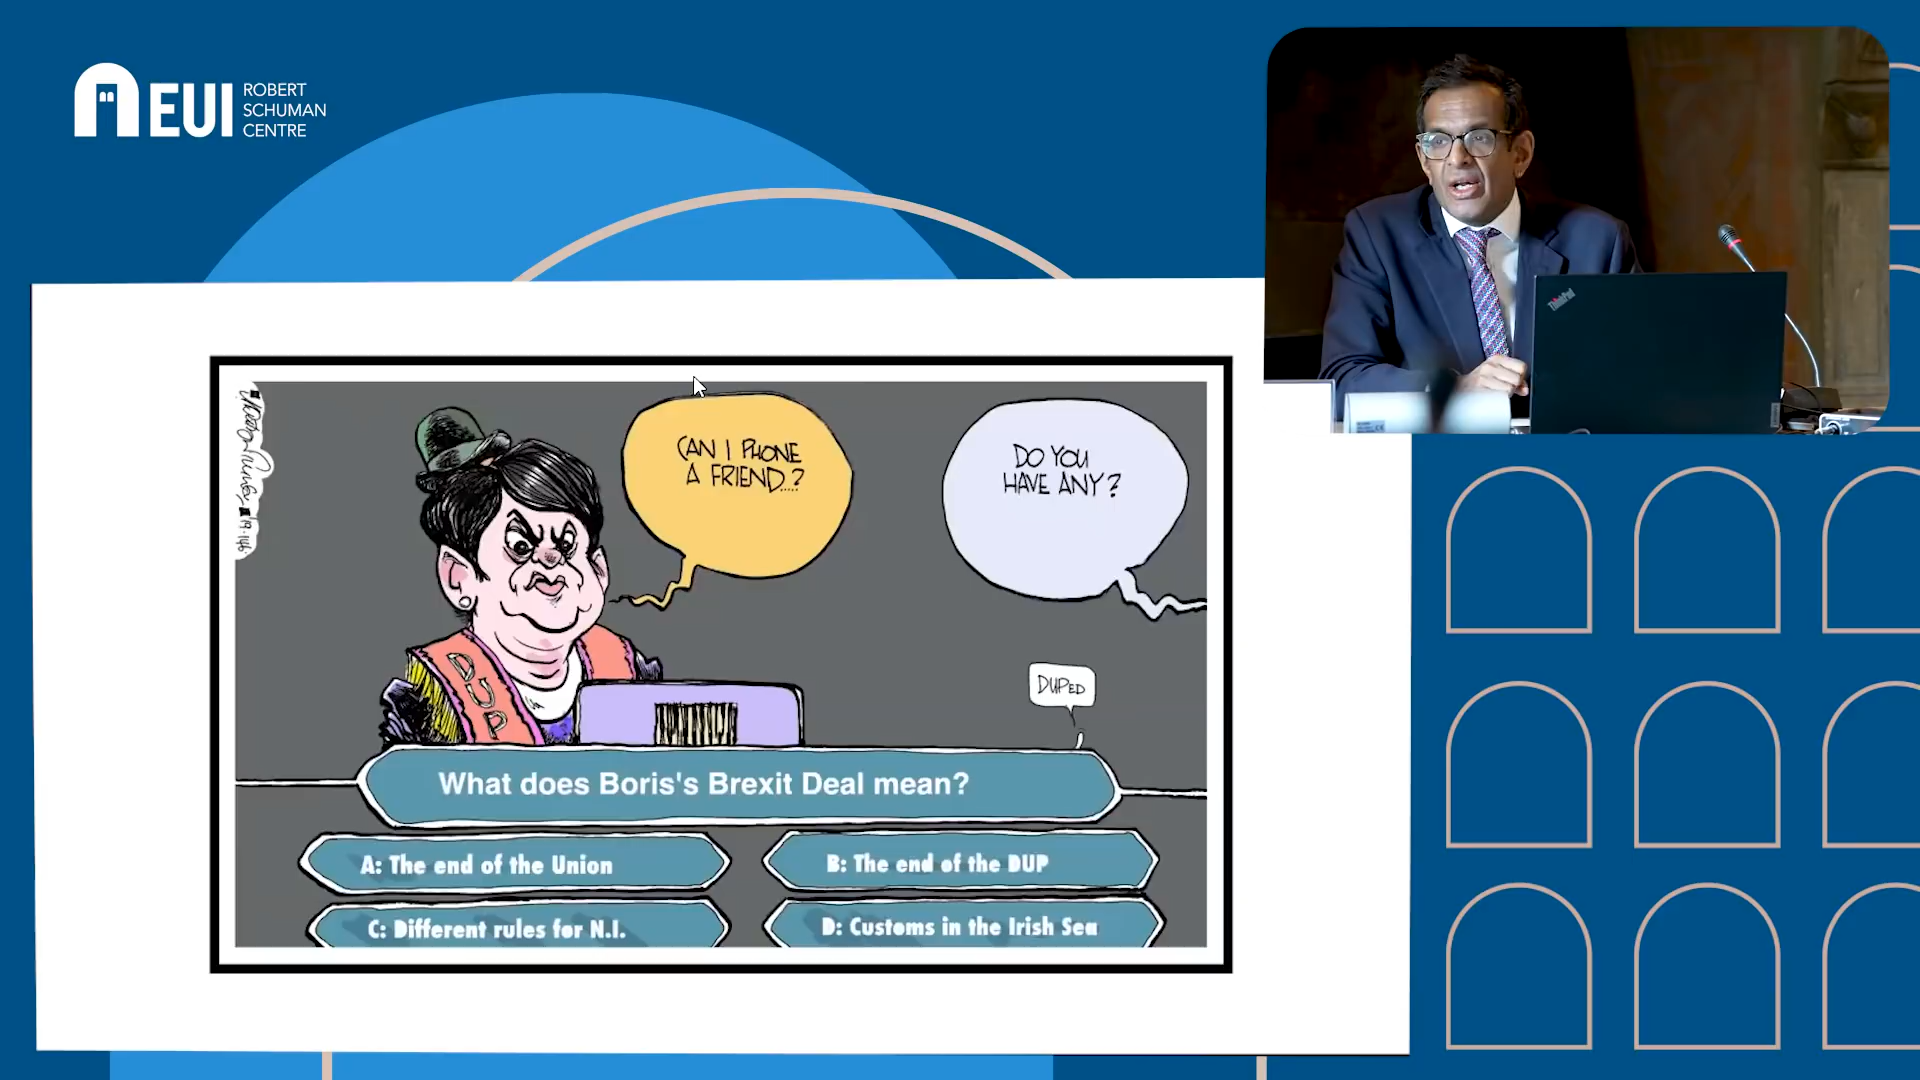 EUI
ROBERT
SCHUMAN
CENTRE
ThinkPad
CAN I PHONE
A FRIEND..?
DO YOU
HAVE ANY?
DUPED
DUP
What does Boris's Brexit Deal mean?
A: The end of the Union
B: The end of the DUP
C: Different rules for N.I.
D: Customs in the Irish Sea